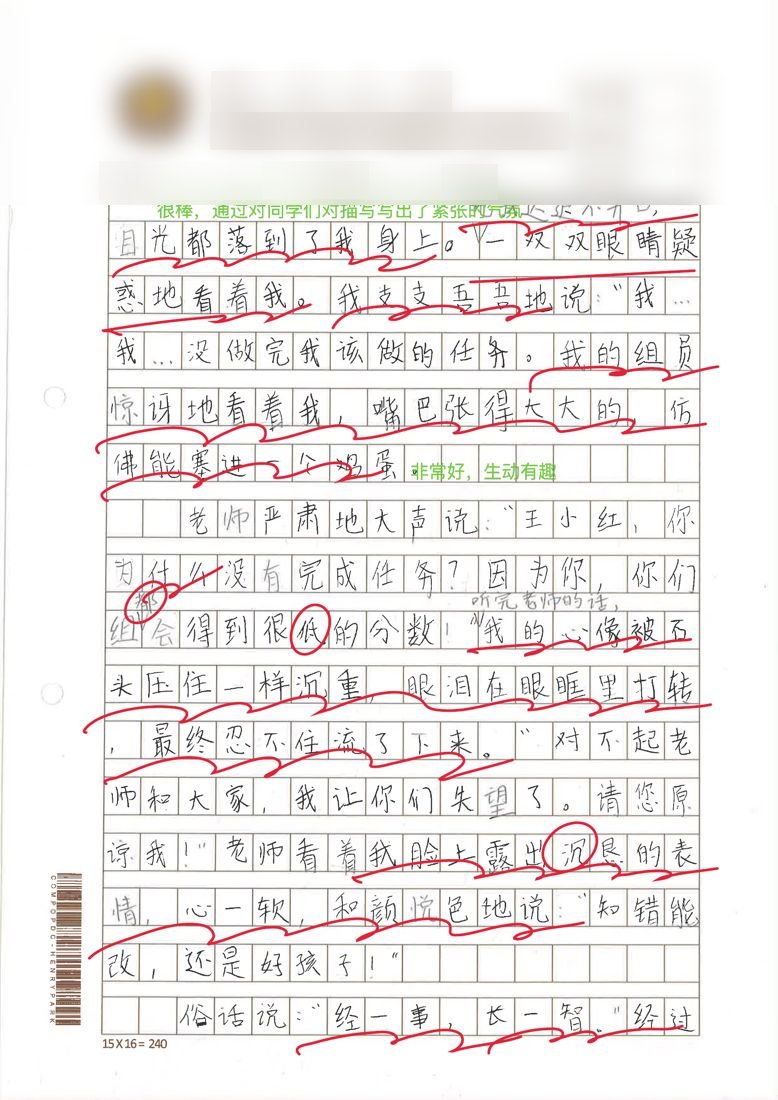 很棒，通过对同学们对描写写出了紧张的气氛
目光都落到了我身上。一双双眼睛疑
惑地看着我。我支支吾吾地说：“我…
我…没做完我该做的任务。我的组员
惊讶地看着我，嘴巴张得大大的，仿
佛能塞进一个鸡蛋。
非常好，生动有趣
老师严肃地大声说：“王小红，你
为什么没有完成任务？因为你，你们
都
听完老师的话，
组会得到很低的分数！我的心像被石
头压住一样沉重，眼泪在眼眶里打转
，最终忍不住流了下来。“对不起老
师和大家，我让你们失望了。请您原
谅我！”老师看着我脸上露出沉恳的表
情，心一软，和颜悦色地说：“知错能
改，还是好孩子！”
俗话说：“经一事，长一智。”经过
15X16= 240
COMPOPDG-HENRYPARK